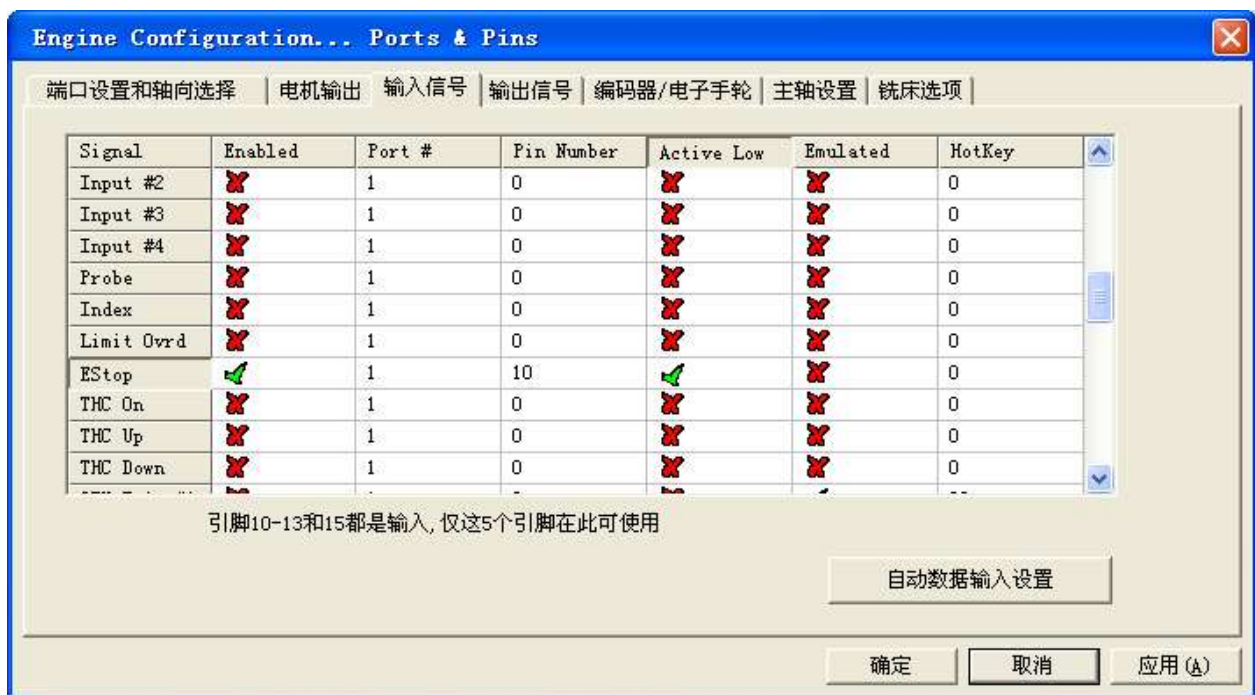 Engine Configuration... Ports & Pins
端口设置和轴向选择 电机输出 输入信号 输出信号 编码器/电子手轮 主轴设置 铣床选项
Signal Enabled Port # Pin Number Active Low Emulated HotKey
Input #2 1 0 0
Input #3 1 0 0
Input #4 1 0 0
Probe 1 0 0
Index 1 0 0
Limit Ovrd 1 0 0
EStop 1 10 0
THC On 1 0 0
THC Up 1 0 0
THC Down 1 0 0
引脚10-13和15都是输入,仅这5个引脚在此可使用
自动数据输入设置
确定 取消 应用(A)